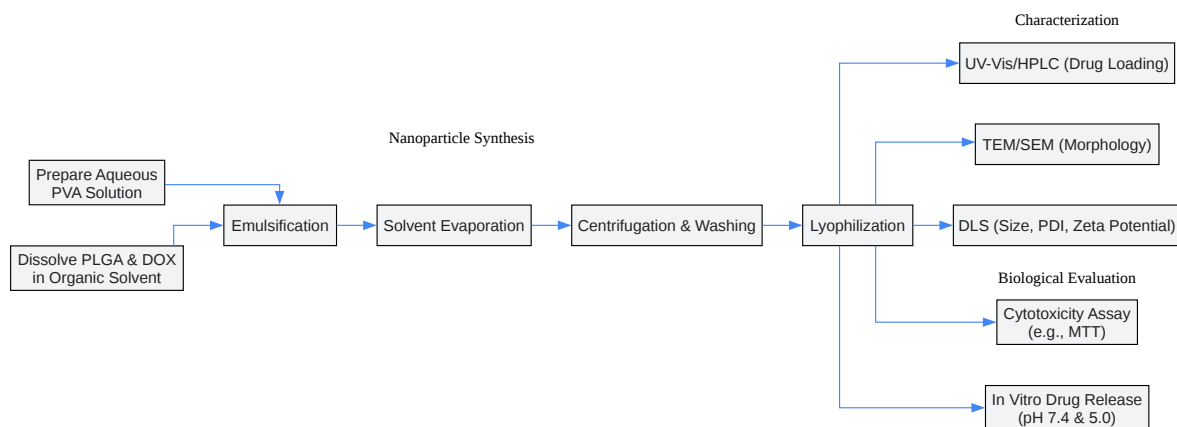 Characterization
UV-Vis/HPLC (Drug Loading)
TEM/SEM (Morphology)
Nanoparticle Synthesis
Prepare Aqueous
PVA Solution
Dissolve PLGA & DOX
in Organic Solvent
Emulsification
Solvent Evaporation
Centrifugation & Washing
Lyophilization
DLS (Size, PDI, Zeta Potential)
Biological Evaluation
Cytotoxicity Assay
(e.g., MTT)
In Vitro Drug Release
(pH 7.4 & 5.0)